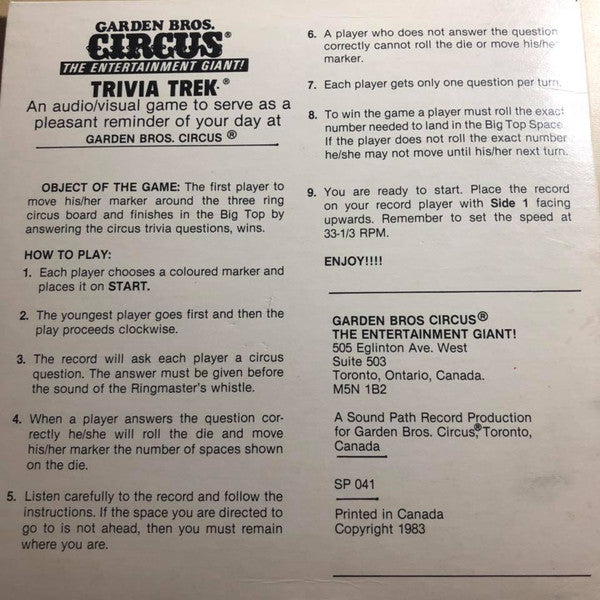 GARDEN BROS.
CIRCUS®
THE ENTERTAINMENT GIANT!
TRIVIA TREK®
An audio/visual game to serve as a
pleasant reminder of your day at
GARDEN BROS. CIRCUS ®
OBJECT OF THE GAME: The first player to
move his/her marker around the three ring
circus board and finishes in the Big Top by
answering the circus trivia questions, wins.
HOW TO PLAY:
1. Each player chooses a coloured marker and
places it on START.
2. The youngest player goes first and then the
play proceeds clockwise.
3. The record will ask each player a circus
question. The answer must be given before
the sound of the Ringmaster's whistle.
4. When a player answers the question cor-
rectly he/she will roll the die and move
his/her marker the number of spaces shown
on the die.
5. Listen carefully to the record and follow the
instructions. If the space you are directed to
go to is not ahead, then you must remain
where you are.
6. A player who does not answer the question
correctly cannot roll the die or move his/her
marker.
7. Each player gets only one question per turn.
8. To win the game a player must roll the exact
number needed to land in the Big Top Space.
If the player does not roll the exact number
he/she may not move until his/her next turn.
9. You are ready to start. Place the record
on your record player with Side 1 facing
upwards. Remember to set the speed at
33-1/3 RPM.
ENJOY!!!!
GARDEN BROS CIRCUS®
THE ENTERTAINMENT GIANT!
505 Eglinton Ave. West
Suite 503
Toronto, Ontario, Canada.
M5N 1B2
A Sound Path Record Production
for Garden Bros. Circus,® Toronto,
Canada
SP 041
Printed in Canada
Copyright 1983